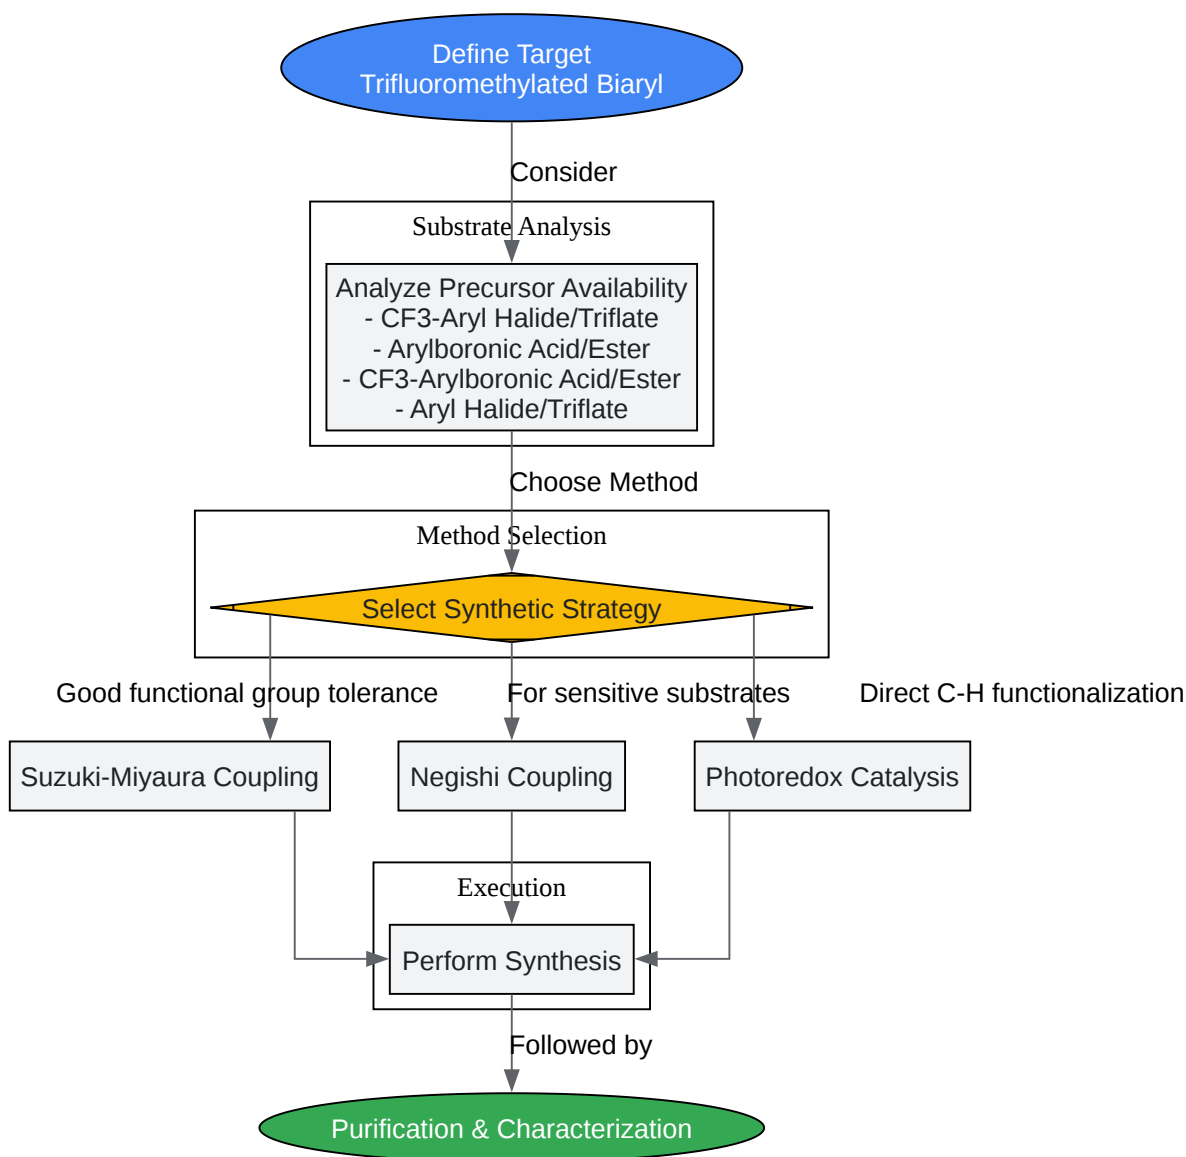 Define Target
Trifluoromethylated Biaryl
Consider
Substrate Analysis
Analyze Precursor Availability
- CF3-Aryl Halide/Triflate
- Arylboronic Acid/Ester
- CF3-Arylboronic Acid/Ester
- Aryl Halide/Triflate
Choose Method
Method Selection
Select Synthetic Strategy
Good functional group tolerance
For sensitive substrates
Direct C-H functionalization
Suzuki-Miyaura Coupling
Negishi Coupling
Photoredox Catalysis
Execution
Perform Synthesis
Followed by
Purification & Characterization